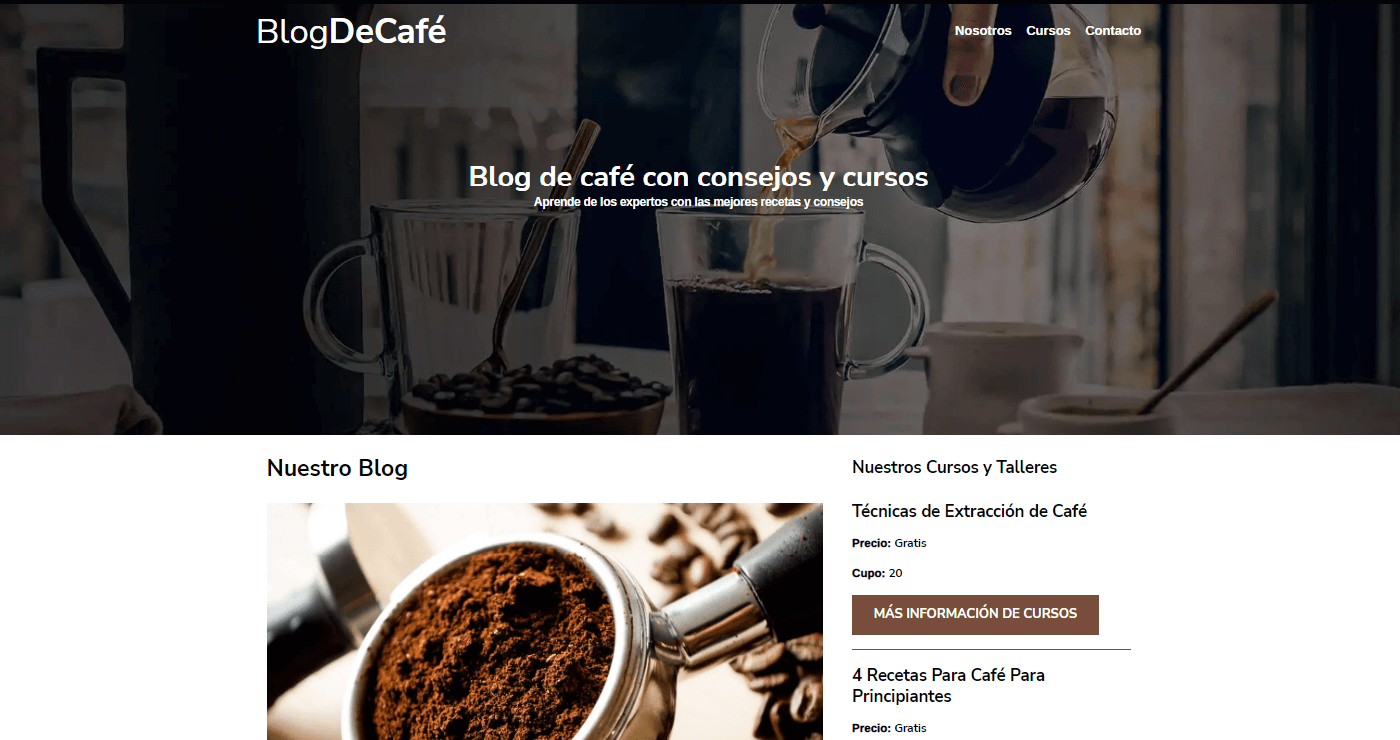 BlogDeCafé
Nosotros Cursos Contacto
Blog de café con consejos y cursos
Aprende de los expertos con las mejores recetas y consejos
Nuestro Blog
Nuestros Cursos y Talleres
Técnicas de Extracción de Café
Precio: Gratis
Cupo: 20
MÁS INFORMACIÓN DE CURSOS
4 Recetas Para Café Para
Principiantes
Precio: Gratis